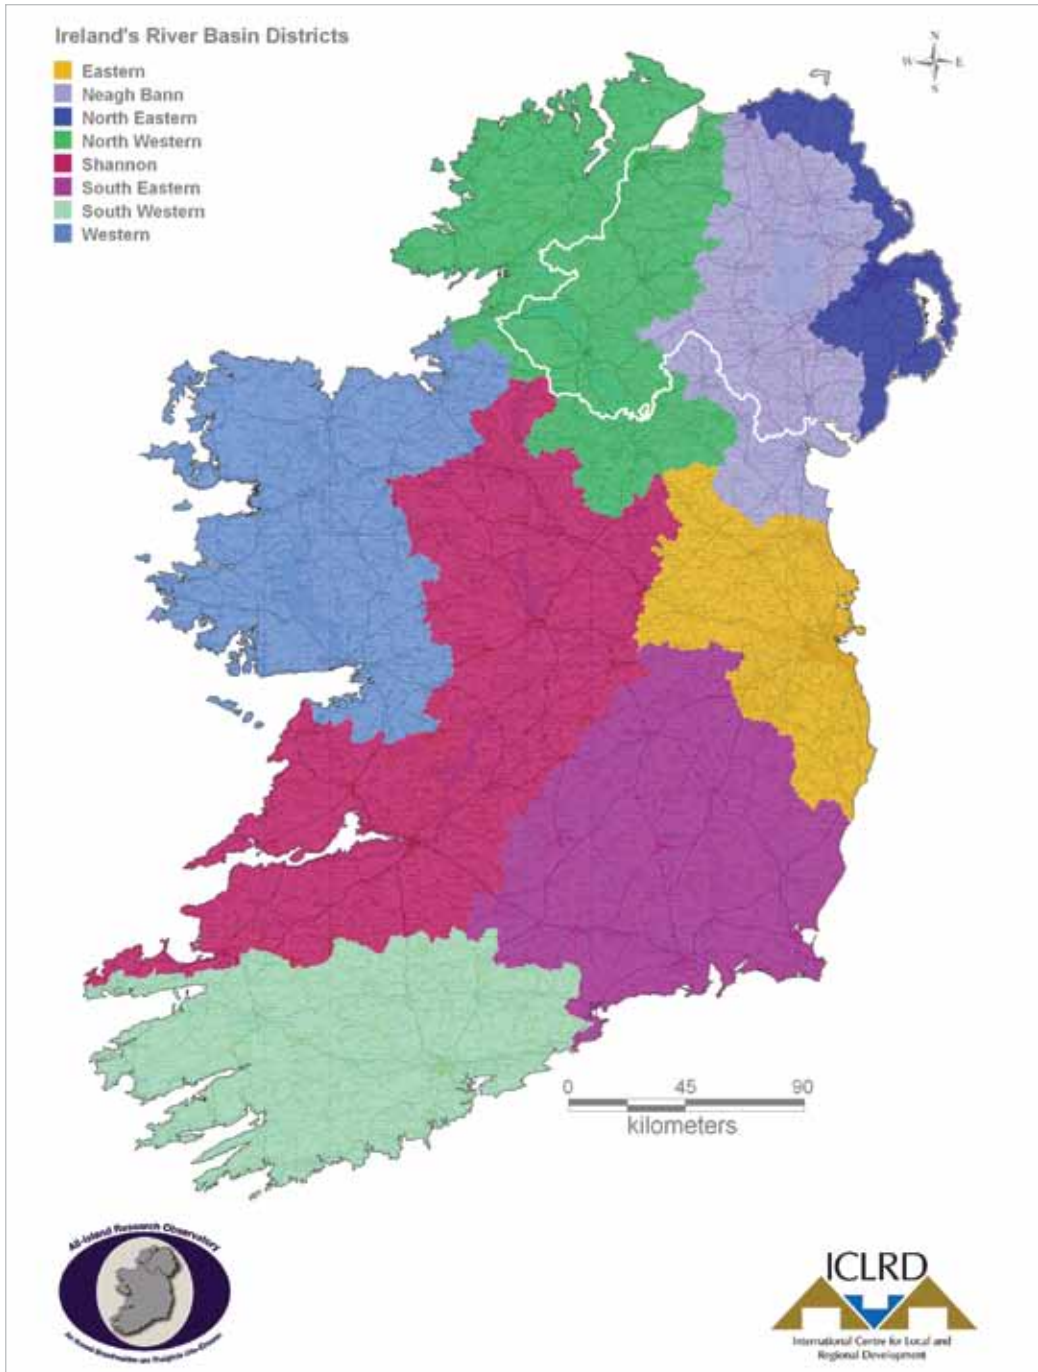 Ireland's River Basin Districts
Eastern
Neagh Bann
North Eastern
North Western
Shannon
South Eastern
South Western
Western
N
W E
S
0 45 90
kilometers
All-Island Research Observatory
ICLRD
International Centre for Local and
Regional Development